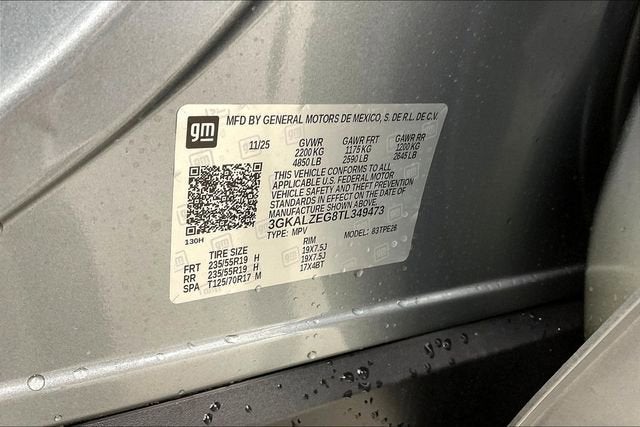 gm
MFD BY GENERAL MOTORS DE MEXICO, S. DE R.L. DE C.V.
11/25 GVWR GAWR FRT GAWR RR
2200 KG 1175 KG 1200 KG
4850 LB 2590 LB 2645 LB
THIS VEHICLE CONFORMS TO ALL
APPLICABLE U.S. FEDERAL MOTOR
VEHICLE SAFETY AND THEFT PREVENTION
STANDARDS IN EFFECT ON THE DATE OF
MANUFACTURE SHOWN ABOVE.
3GKALZEG8TL349473
130H TYPE: MPV MODEL: 83TPE26
TIRE SIZE RIM
FRT 235/55R19 H 19X7.5J
RR 235/55R19 H 19X7.5J
SPA T125/70R17 M 17X4BT